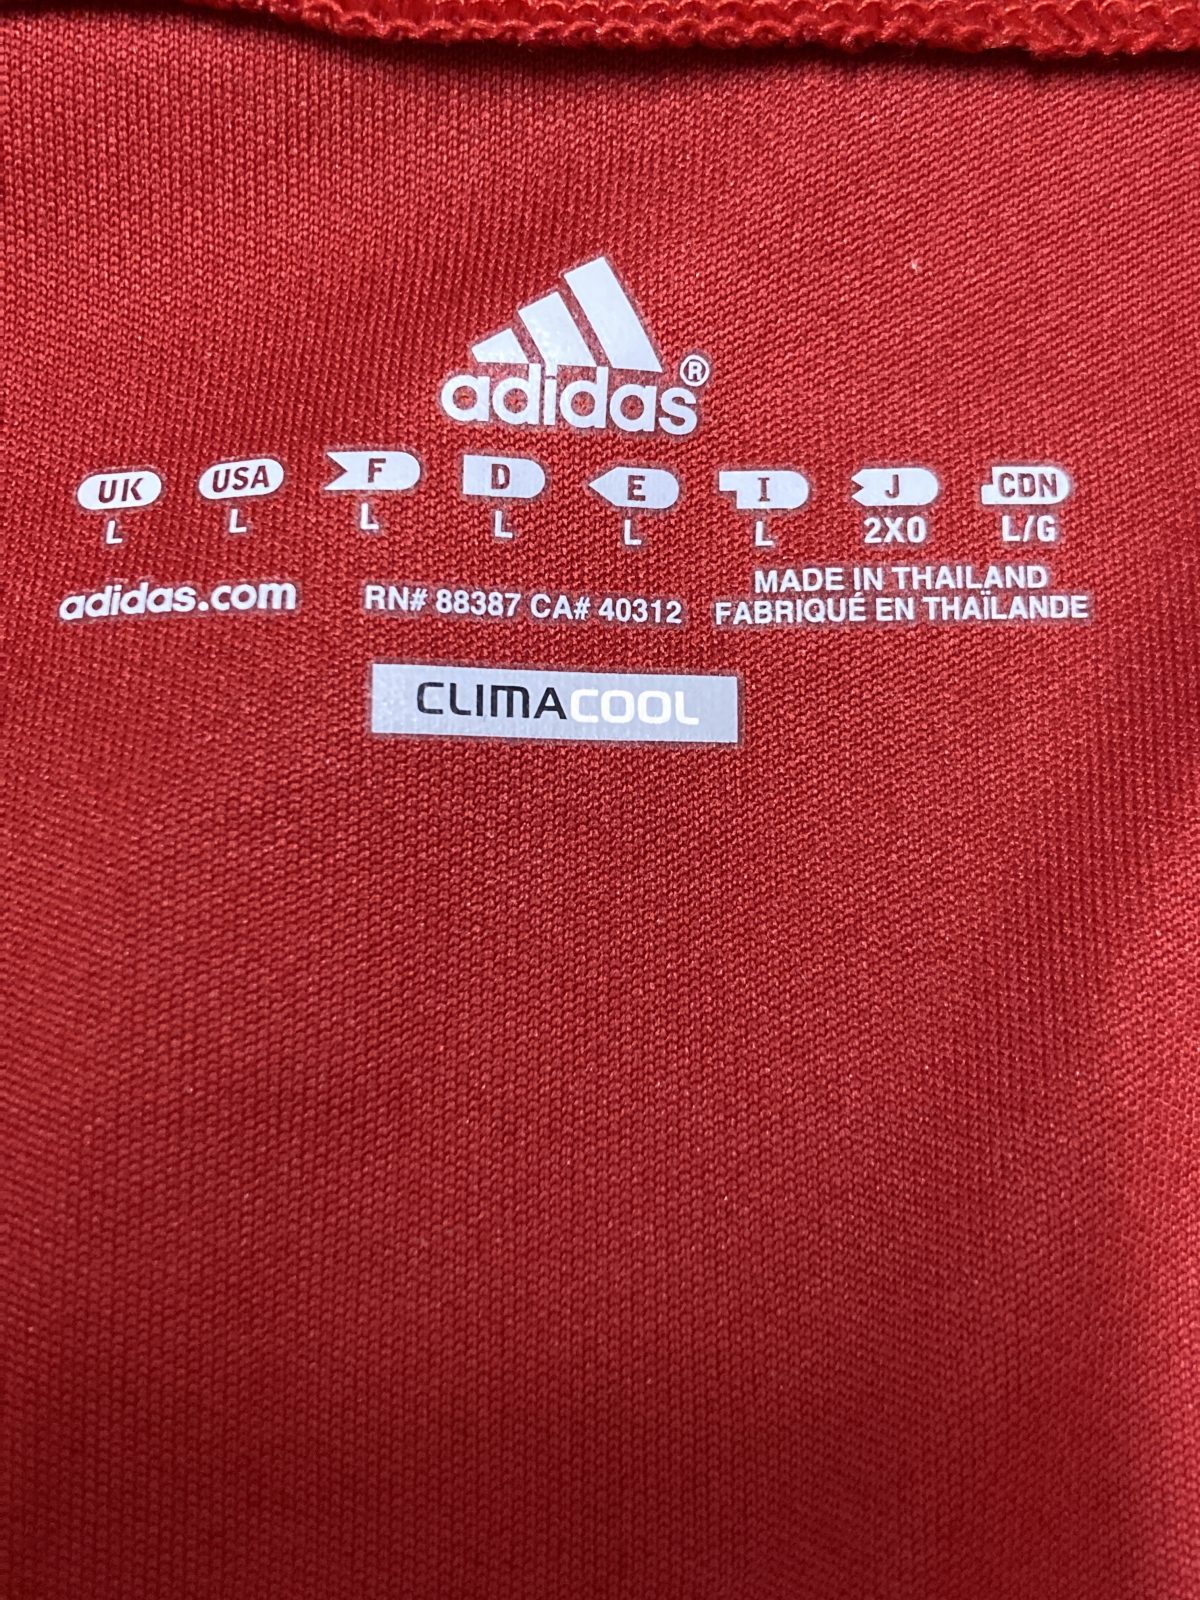 adidas®
UK USA F D E I J CDN
L L L L L L 2XO L/G
adidas.com RN# 88387 CA# 40312 MADE IN THAILAND
FABRIQUÉ EN THAÏLANDE
CLIMACOOL